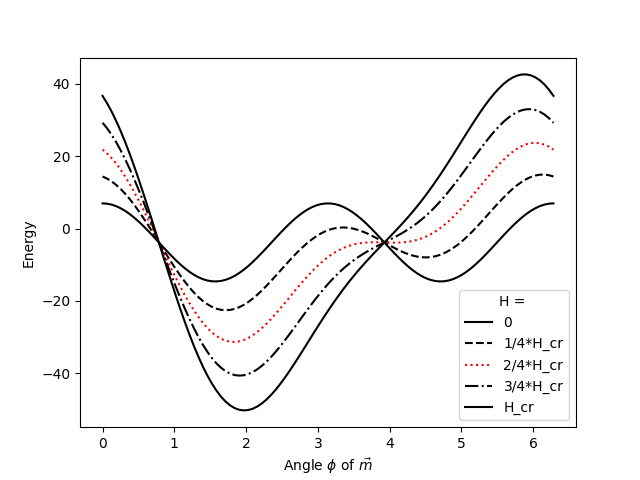 40
20
0
−20
−40
Energy
0 1 2 3 4 5 6
Angle ϕ of m⃗
H =
0
1/4*H_cr
2/4*H_cr
3/4*H_cr
H_cr